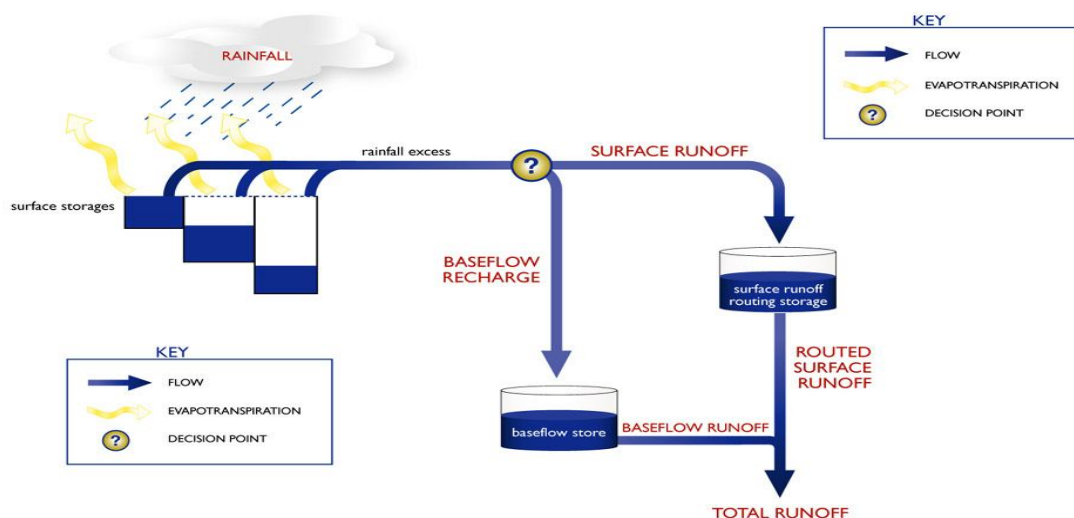 KEY
FLOW
EVAPOTRANSPIRATION
?
DECISION POINT
RAINFALL
rainfall excess
?
SURFACE RUNOFF
surface storages
BASEFLOW
RECHARGE
surface runoff
routing storage
KEY
FLOW
EVAPOTRANSPIRATION
?
DECISION POINT
ROUTED
SURFACE
RUNOFF
baseflow store
BASEFLOW RUNOFF
TOTAL RUNOFF